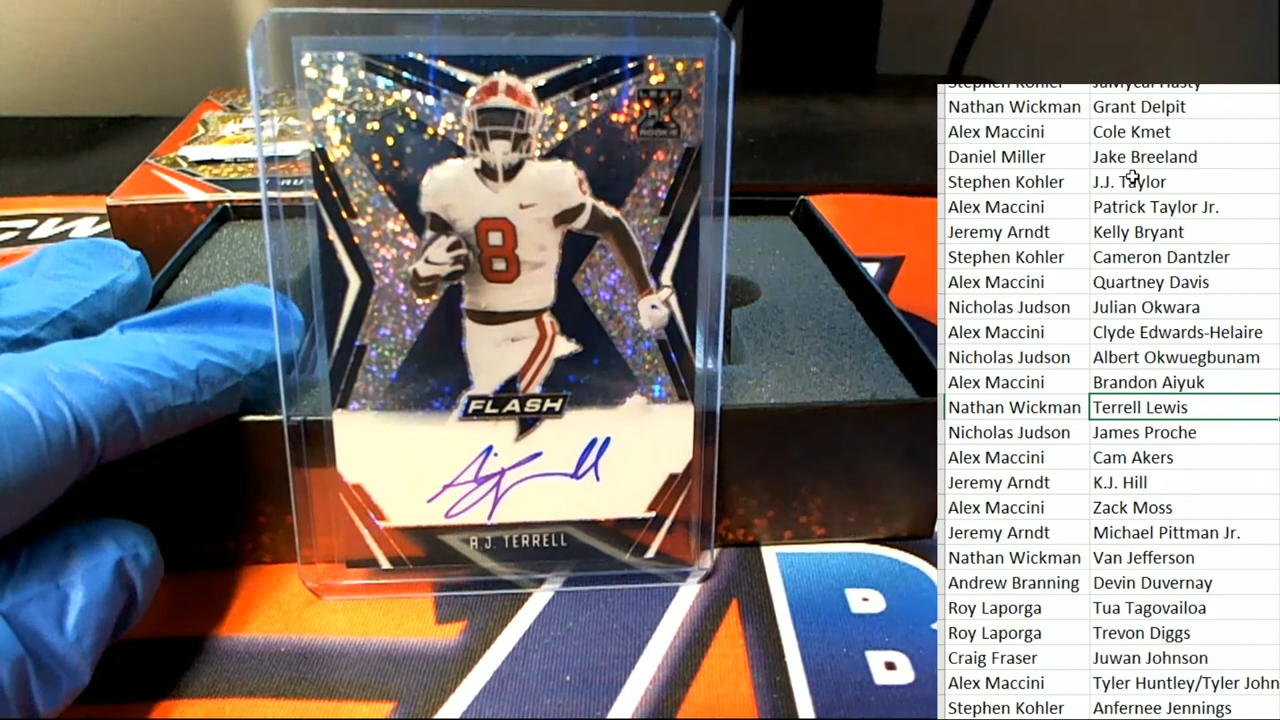 LEAF
X
ROOKIE
8
8
FLASH
A.J. TERRELL
Stephen Kohler
Nathan Wickman Grant Delpit
Alex Maccini Cole Kmet
Daniel Miller Jake Breeland
Stephen Kohler J.J. Taylor
Alex Maccini Patrick Taylor Jr.
Jeremy Arndt Kelly Bryant
Stephen Kohler Cameron Dantzler
Alex Maccini Quartney Davis
Nicholas Judson Julian Okwara
Alex Maccini Clyde Edwards-Helaire
Nicholas Judson Albert Okwuegbunam
Alex Maccini Brandon Aiyuk
Nathan Wickman Terrell Lewis
Nicholas Judson James Proche
Alex Maccini Cam Akers
Jeremy Arndt K.J. Hill
Alex Maccini Zack Moss
Jeremy Arndt Michael Pittman Jr.
Nathan Wickman Van Jefferson
Andrew Branning Devin Duvernay
Roy Laporga Tua Tagovailoa
Roy Laporga Trevon Diggs
Craig Fraser Juwan Johnson
Alex Maccini Tyler Huntley/Tyler John
Stephen Kohler Anfernee Jennings